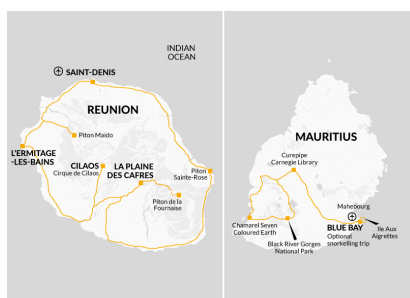 INDIAN
OCEAN
SAINT-DENIS
REUNION
Piton Maido
L'ERMITAGE
-LES-BAINS
CILAOS
Cirque de Cilaos
LA PLAINE
DES CAFRES
Piton
Sainte-Rose
Piton de la
Fournaise
MAURITIUS
Curepipe
Carnegie Library
Mahebourg
BLUE BAY
Optional
snorkelling trip
Ile Aux
Aigrettes
Chamarel Seven
Coloured Earth
Black River Gorges
National Park